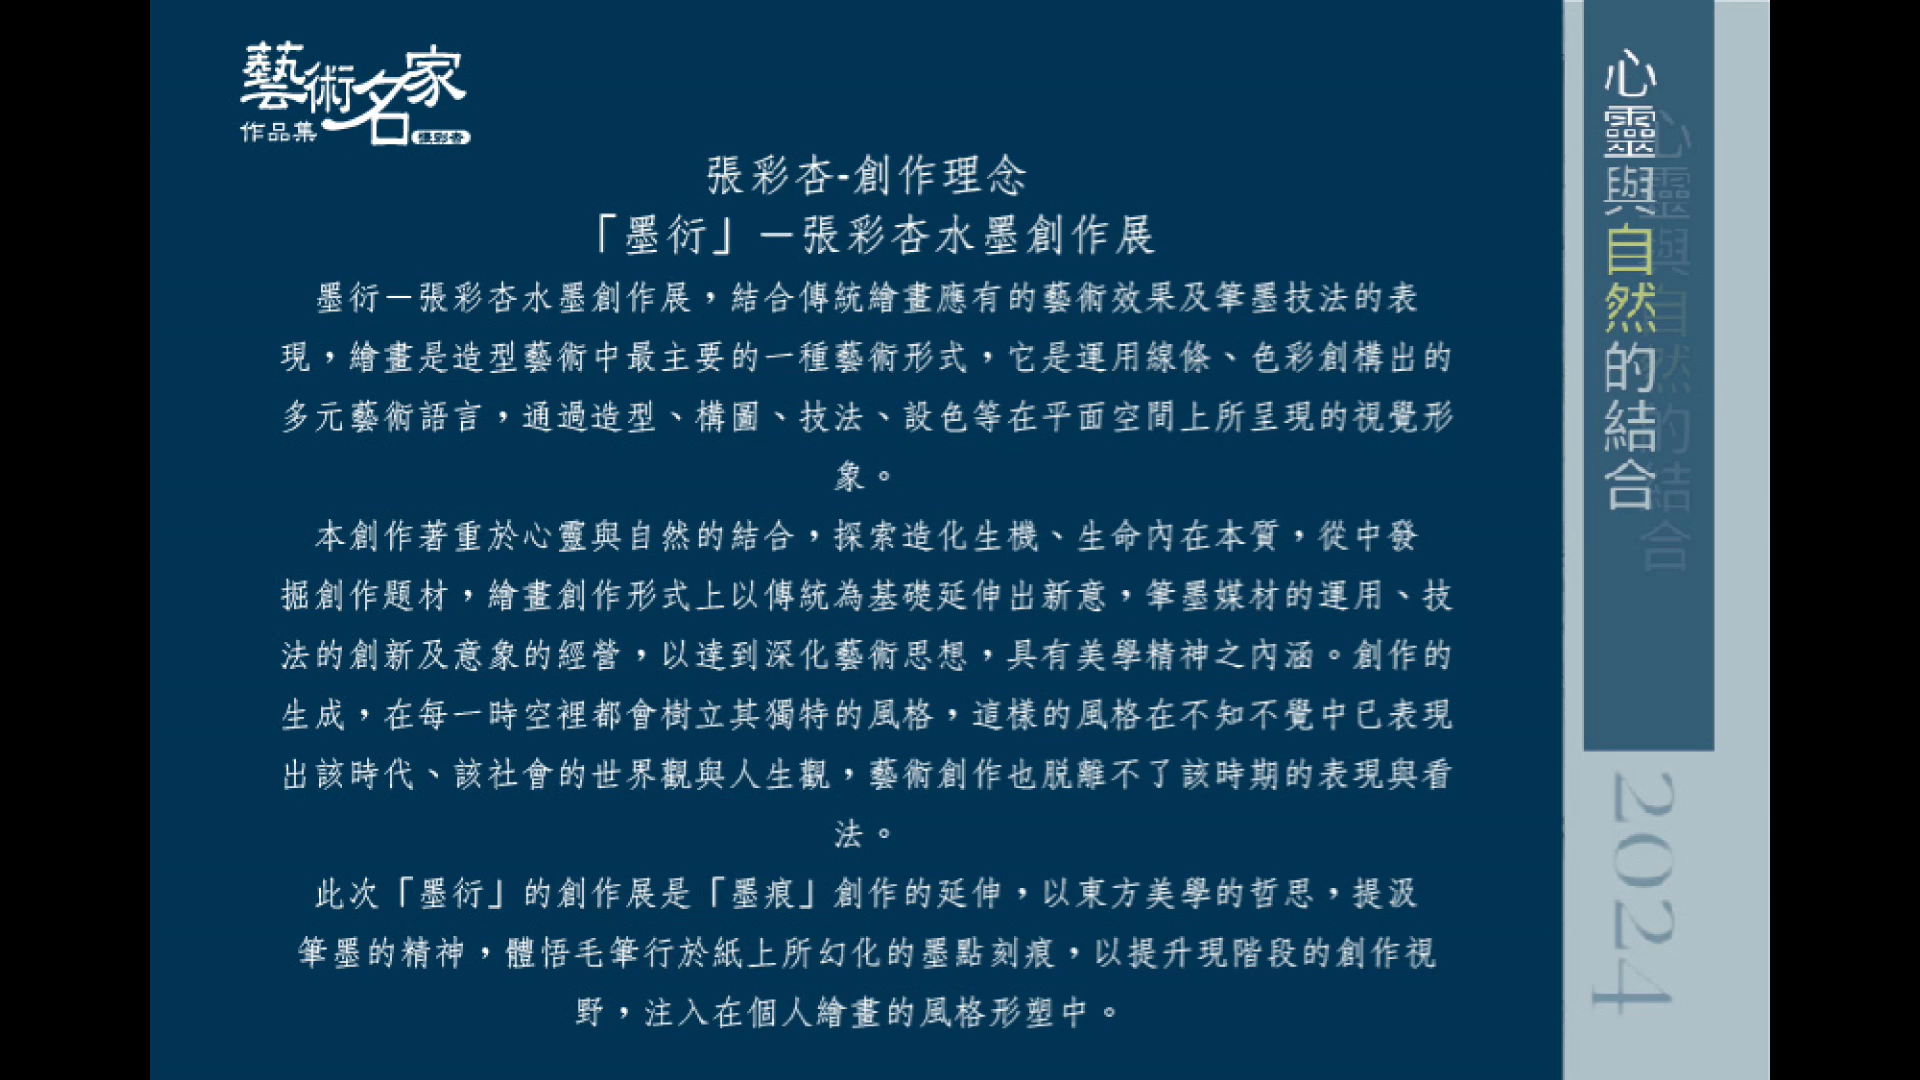 藝術名家
作品集
張彩杏
張彩杏-創作理念
「墨衍」－張彩杏水墨創作展
墨衍－張彩杏水墨創作展，結合傳統繪畫應有的藝術效果及筆墨技法的表
現，繪畫是造型藝術中最主要的一種藝術形式，它是運用線條、色彩創構出的
多元藝術語言，通過造型、構圖、技法、設色等在平面空間上所呈現的視覺形
象。
本創作著重於心靈與自然的結合，探索造化生機、生命內在本質，從中發
掘創作題材，繪畫創作形式上以傳統為基礎延伸出新意，筆墨媒材的運用、技
法的創新及意象的經營，以達到深化藝術思想，具有美學精神之內涵。創作的
生成，在每一時空裡都會樹立其獨特的風格，這樣的風格在不知不覺中已表現
出該時代、該社會的世界觀與人生觀，藝術創作也脫離不了該時期的表現與看
法。
此次「墨衍」的創作展是「墨痕」創作的延伸，以東方美學的哲思，提汲
筆墨的精神，體悟毛筆行於紙上所幻化的墨點刻痕，以提升現階段的創作視
野，注入在個人繪畫的風格形塑中。
心靈與自然的結合
心靈與自然的結合
2024